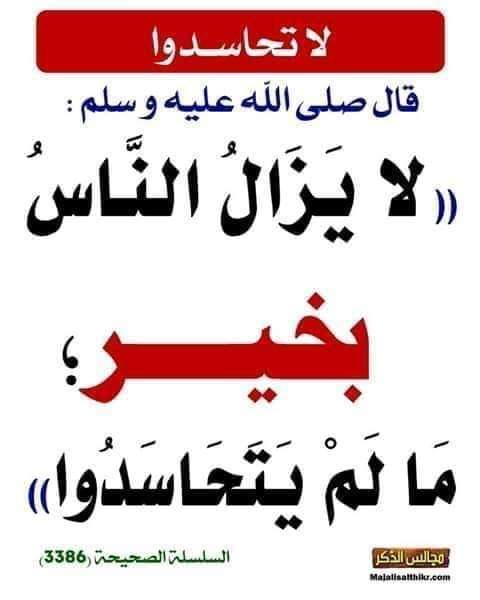 لا تحاسدوا
قال صلى الله عليه و سلم :
(( لا يَزَالُ النَّاسُ
بخير ؛
مَا لَمْ يَتَحَاسَدُوا ))
السلسلة الصحيحة (3386)
مجالس الذكر
Majalisalthikr.com